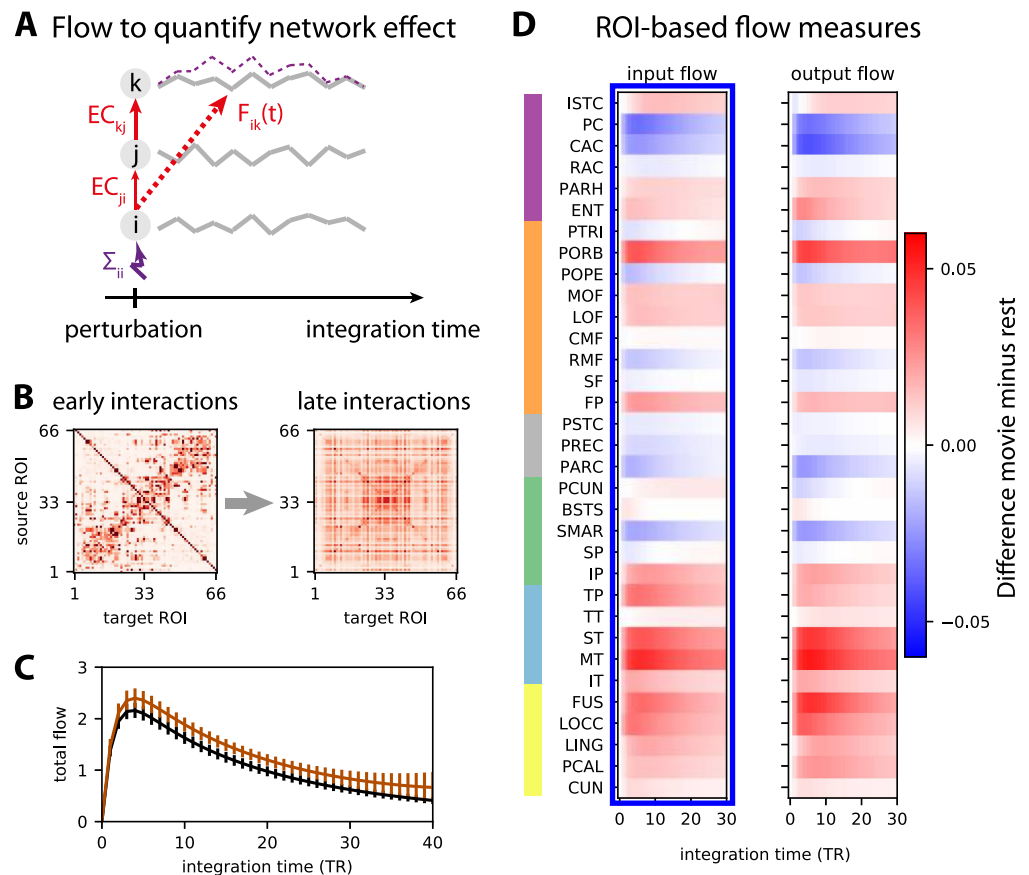 A Flow to quantify network effect
k
EC_kj
F_ik(t)
j
EC_ji
i
Σ_ii
perturbation
integration time
B
early interactions
late interactions
source ROI
66
33
1
1 33 66
target ROI
66
33
1
1 33 66
target ROI
C
total flow
3
2
1
0
0 10 20 30 40
integration time (TR)
D ROI-based flow measures
input flow
output flow
ISTC
PC
CAC
RAC
PARH
ENT
PTRI
PORB
POPE
MOF
LOF
CMF
RMF
SF
FP
PSTC
PREC
PARC
PCUN
BSTS
SMAR
SP
IP
TP
TT
ST
MT
IT
FUS
LOCC
LING
PCAL
CUN
0 10 20 30
0 10 20 30
integration time (TR)
0.05
0.00
−0.05
Difference movie minus rest